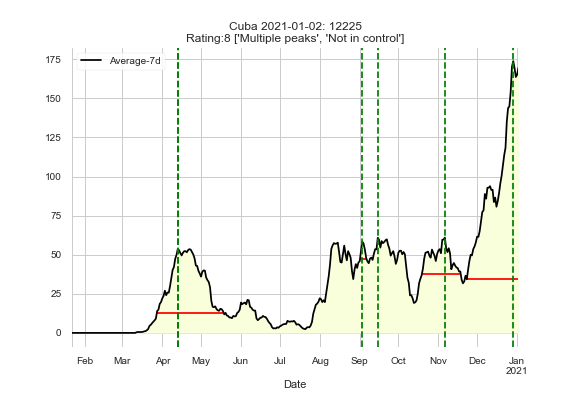 Cuba 2021-01-02: 12225
Rating:8 ['Multiple peaks', 'Not in control']
Average-7d
175
150
125
100
75
50
25
0
Feb Mar Apr May Jun Jul Aug Sep Oct Nov Dec Jan
2021
Date